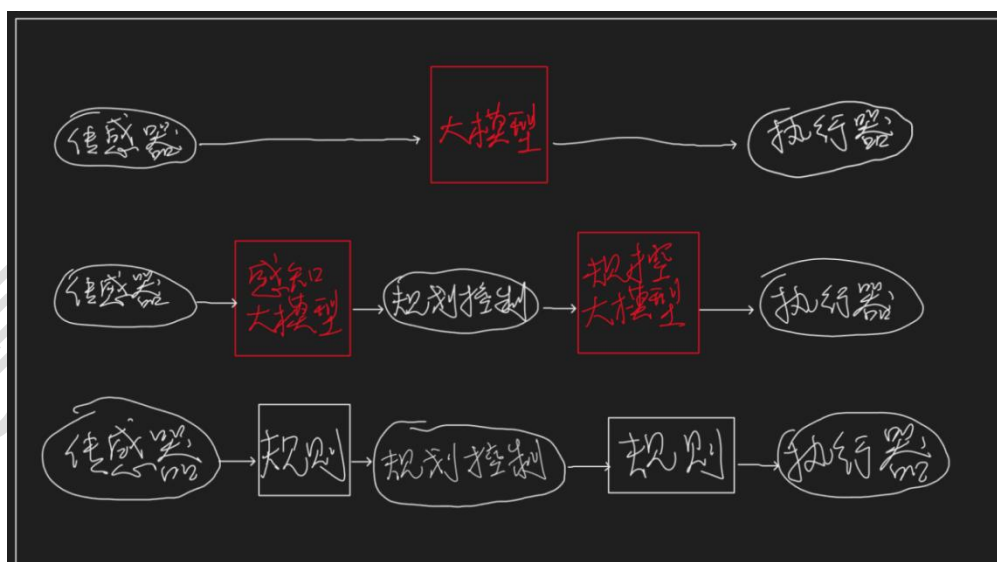 传感器 大模型 执行器
传感器 感知 规划控制 规控 执行器
大模型 大模型
传感器 规则 规划控制 规则 执行器